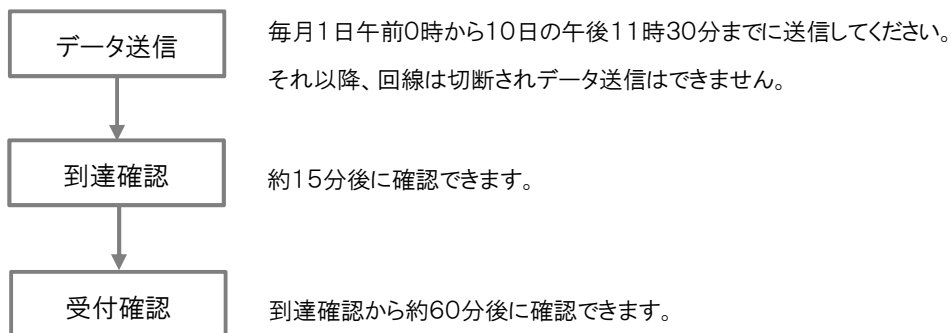 データ送信
毎月1日午前0時から10日の午後11時30分までに送信してください。
それ以降、回線は切断されデータ送信はできません。
到達確認
約15分後に確認できます。
受付確認
到達確認から約60分後に確認できます。